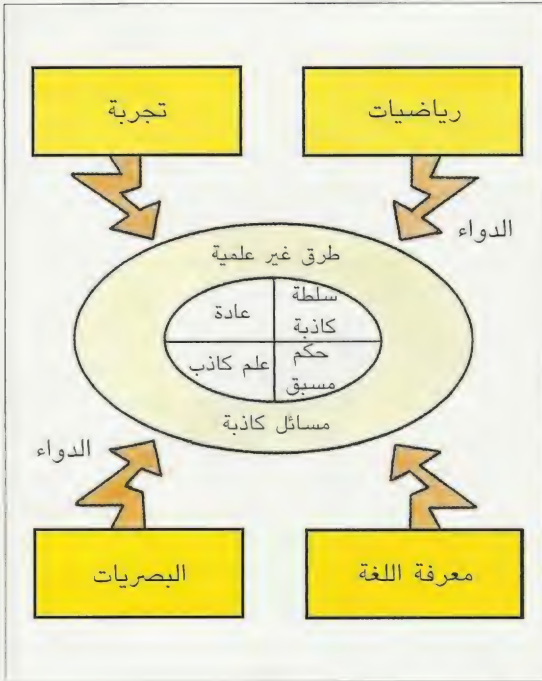 رياضيات
تجربة
الدواء
طرق غير علمية
سلطة
كاذبة
عادة
حكم
مسبق
علم كاذب
مسائل كاذبة
الدواء
معرفة اللغة
البصريات